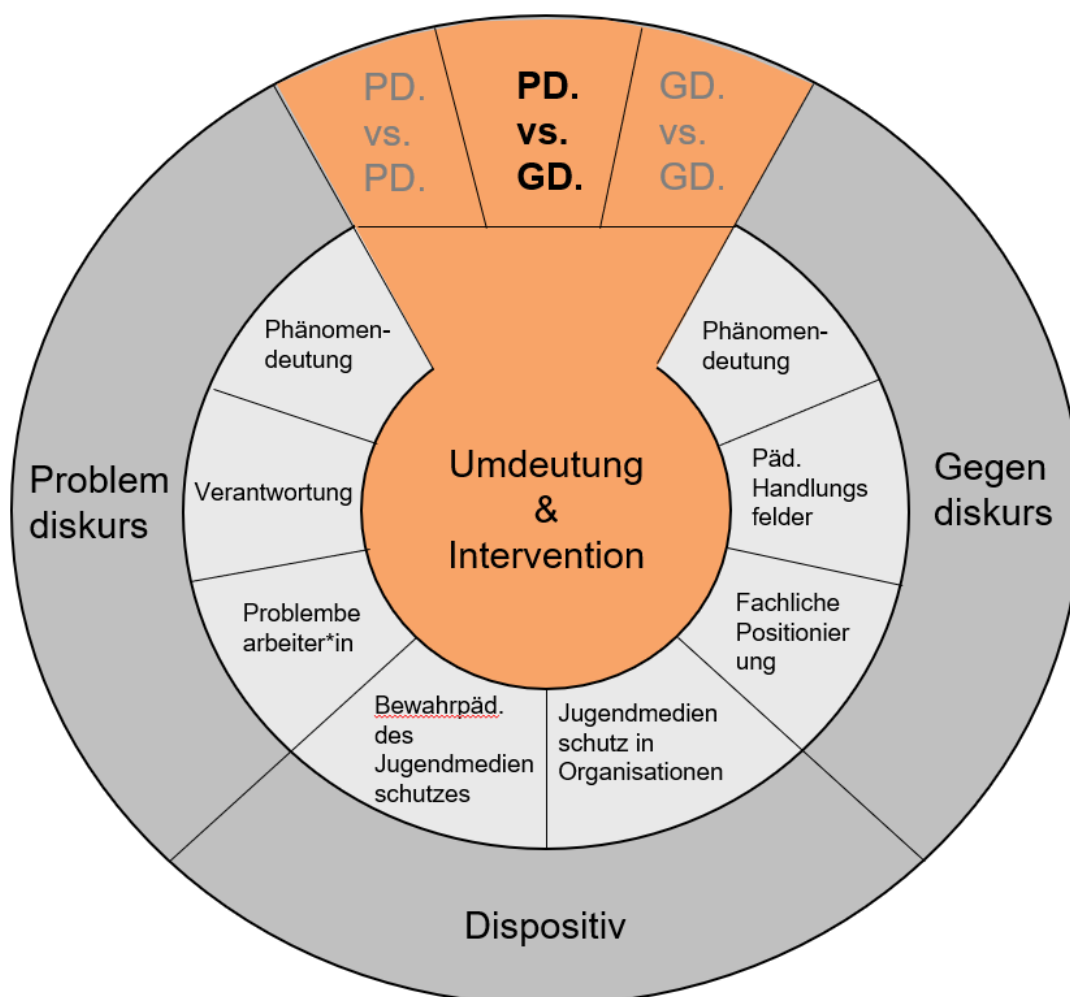 PD.
vs.
PD.
PD.
vs.
GD.
GD.
vs.
GD.
Problem
diskurs
Phänomen-
deutung
Verantwortung
Problembe
arbeiter*in
Bewahrpäd.
des
Jugendmedien
schutzes
Umdeutung
&
Intervention
Phänomen-
deutung
Päd.
Handlungs
felder
Fachliche
Positionier
ung
Jugendmedien
schutz in
Organisationen
Gegen
diskurs
Dispositiv